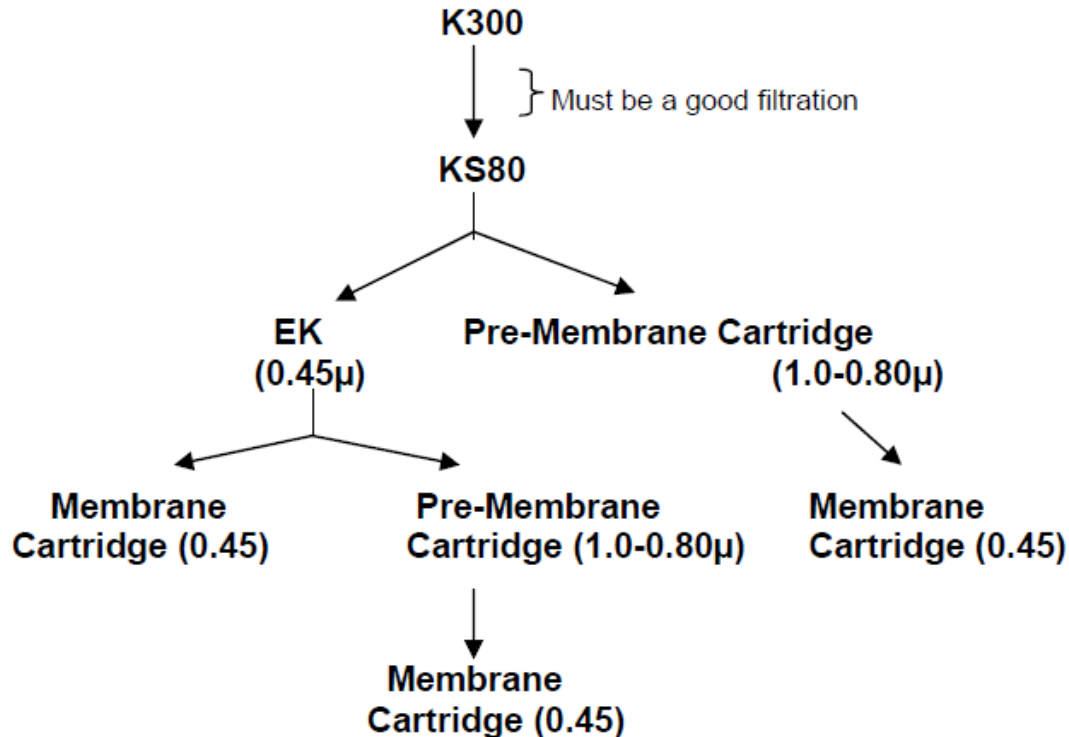 K300
Must be a good filtration
KS80
EK
(0.45µ)
Pre-Membrane Cartridge
(1.0-0.80µ)
Membrane
Cartridge (0.45)
Pre-Membrane
Cartridge (1.0-0.80µ)
Membrane
Cartridge (0.45)
Membrane
Cartridge (0.45)